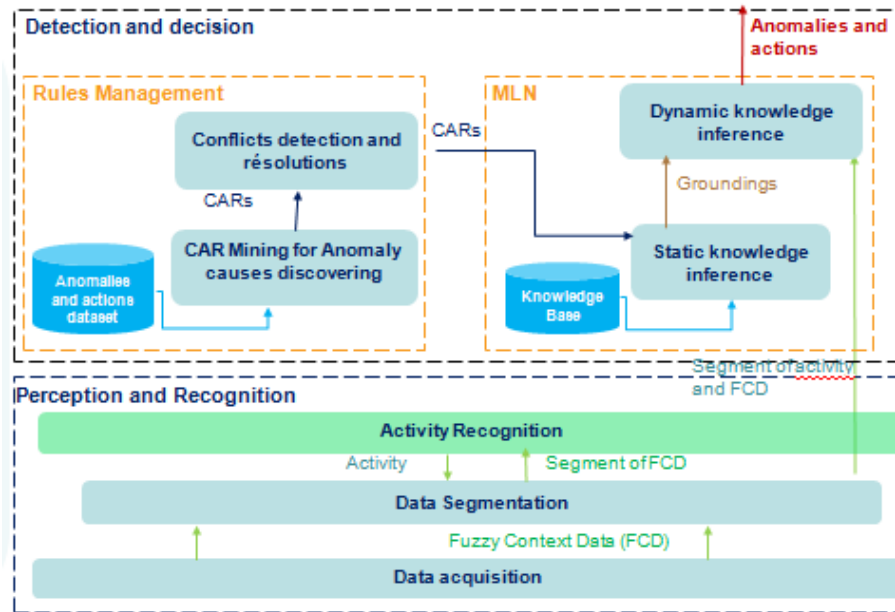 Detection and decision
Anomalies and
actions
Rules Management
MLN
Conflicts detection and
résolutions
CARs
Dynamic knowledge
inference
CARs
Groundings
CAR Mining for Anomaly
causes discovering
Static knowledge
inference
Anomalies
and actions
dataset
Knowledge
Base
Segment of activity
and FCD
Perception and Recognition
Activity Recognition
Activity
Segment of FCD
Data Segmentation
Fuzzy Context Data (FCD)
Data acquisition